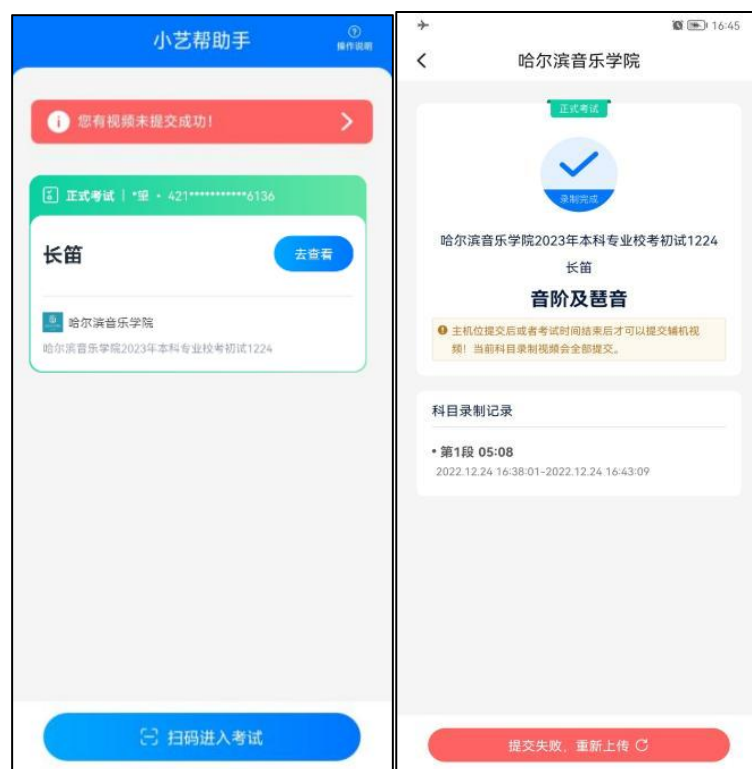 小艺帮助手
操作说明
您有视频未提交成功!
正式考试 | *垕 · 421***********6136
长笛
去查看
哈尔滨音乐学院
哈尔滨音乐学院2023年本科专业校考初试1224
扫码进入考试
16:45
哈尔滨音乐学院
正式考试
录制完成
哈尔滨音乐学院2023年本科专业校考初试1224
长笛
音阶及琶音
主机位提交后或者考试时间结束后才可以提交辅机视
频! 当前科目录制视频会全部提交。
科目录制记录
• 第1段 05:08
2022.12.24 16:38:01-2022.12.24 16:43:09
提交失败, 重新上传